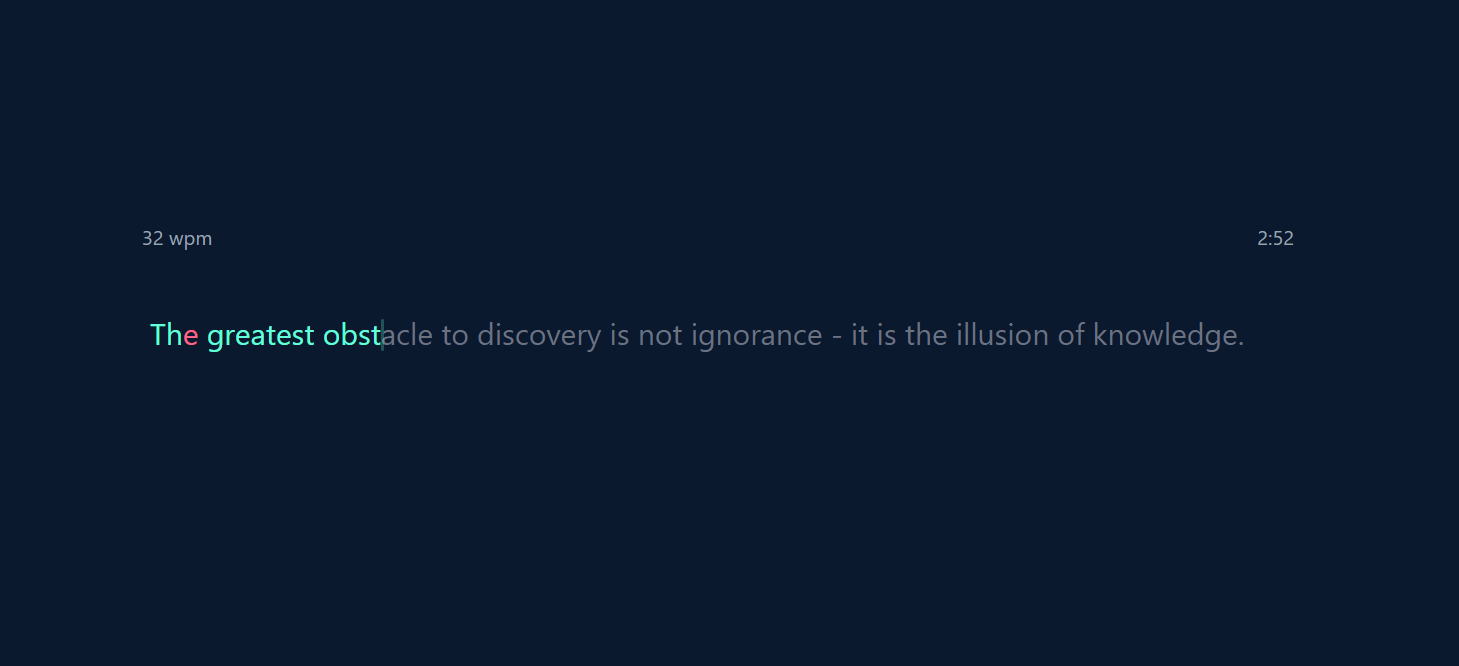 32 wpm 2:52
The greatest obstacle to discovery is not ignorance - it is the illusion of knowledge.